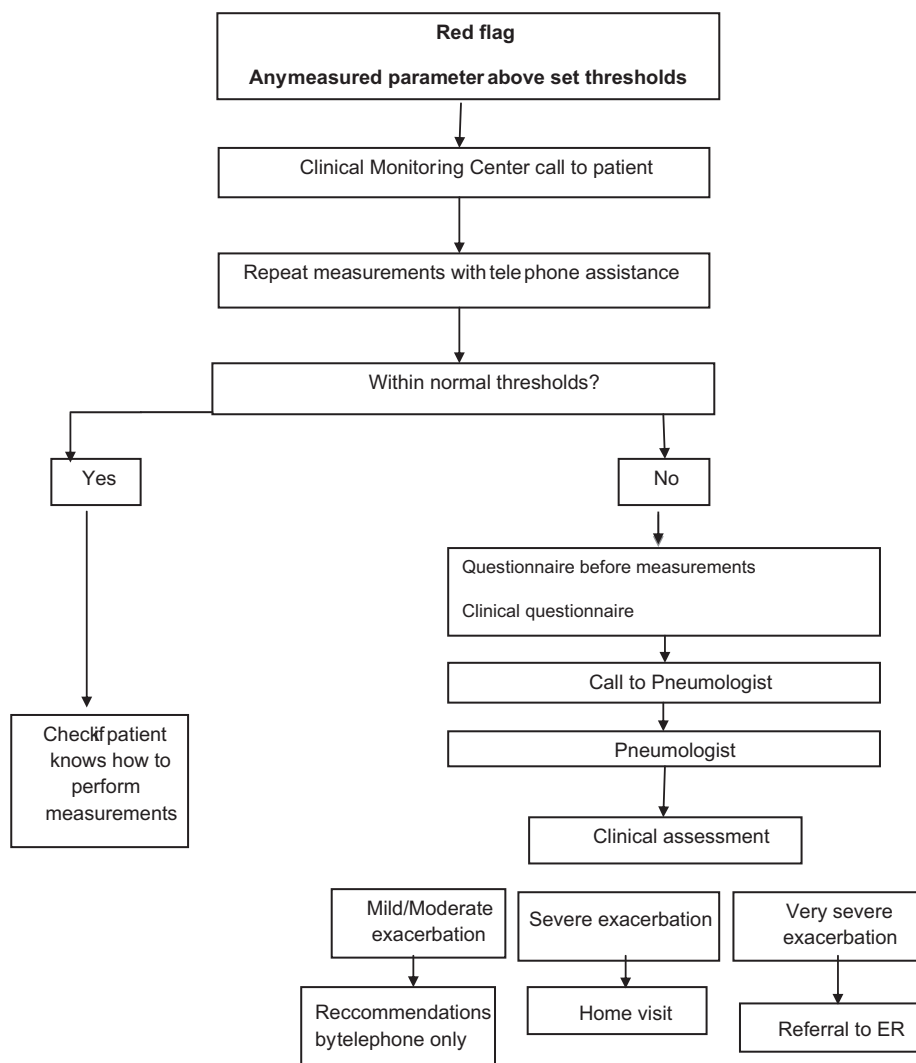 Red flag
Anymeasured parameter above set thresholds
Clinical Monitoring Center call to patient
Repeat measurements with tele phone assistance
Within normal thresholds?
Yes
No
Questionnaire before measurements
Clinical questionnaire
Call to Pneumologist
Pneumologist
Check if patient
knows how to
perform
measurements
Clinical assessment
Mild/Moderate
exacerbation
Severe exacerbation
Very severe
exacerbation
Reccommendations
bytelephone only
Home visit
Referral to ER